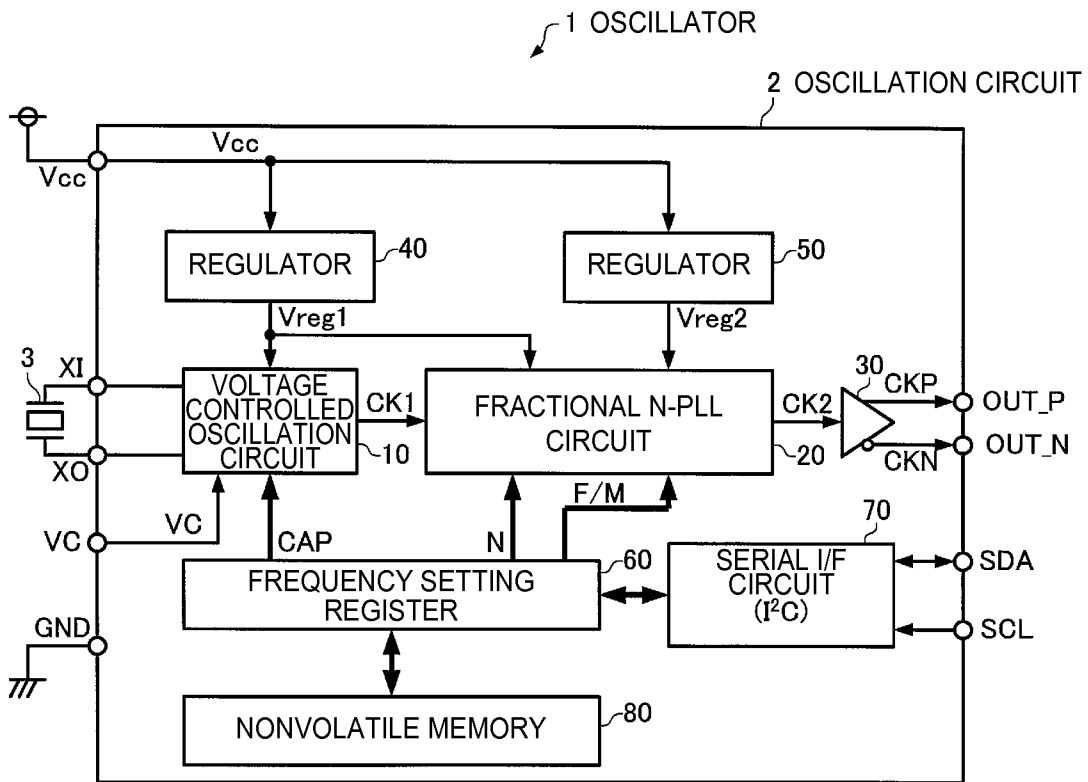 1 OSCILLATOR
2 OSCILLATION CIRCUIT
Vcc
Vcc
REGULATOR
40
REGULATOR
50
Vreg1
Vreg2
3
XI
XO
VOLTAGE
CONTROLLED
OSCILLATION
CIRCUIT
10
CK1
FRACTIONAL N-PLL
CIRCUIT
20
CK2
30
CKP
OUT_P
CKN
OUT_N
VC
VC
CAP
N
F/M
FREQUENCY SETTING
REGISTER
60
70
SERIAL I/F
CIRCUIT
(I²C)
SDA
SCL
GND
NONVOLATILE MEMORY
80